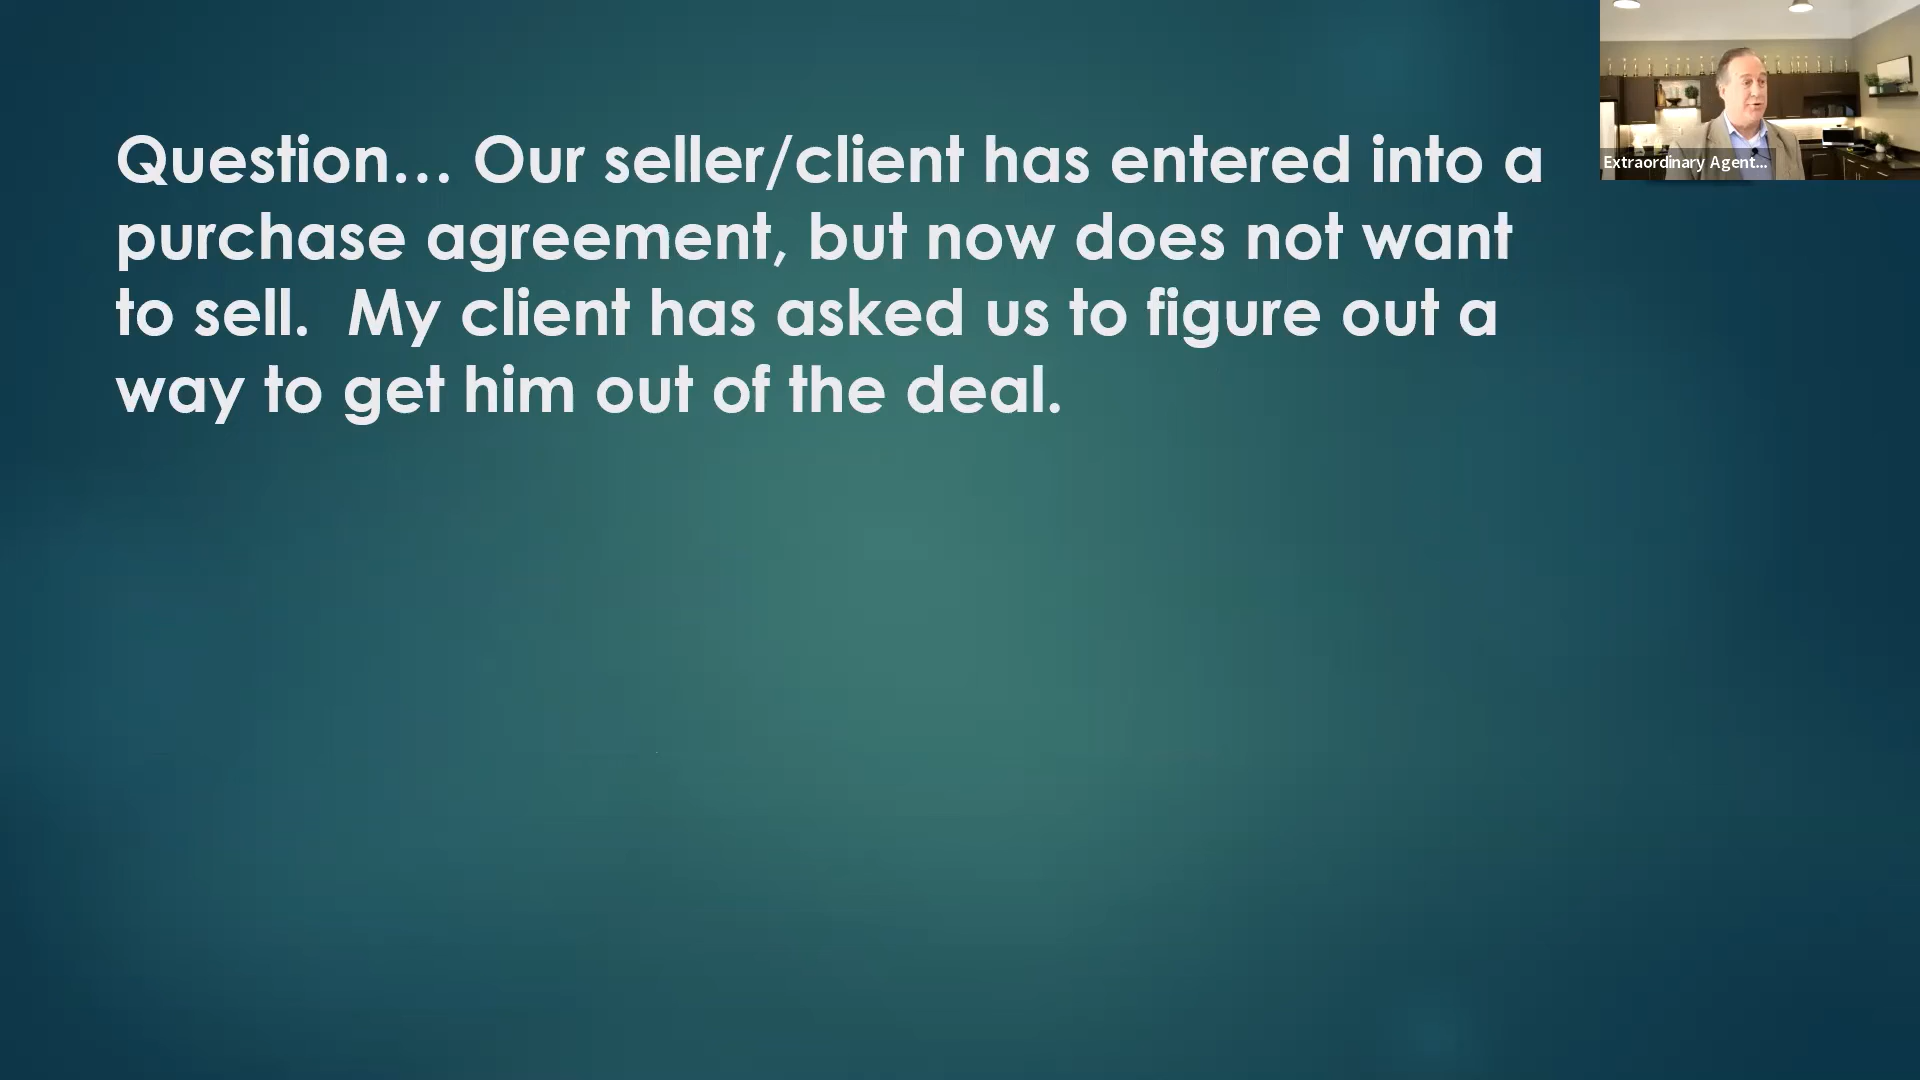 Question… Our seller/client has entered into a
purchase agreement, but now does not want
to sell.  My client has asked us to figure out a
way to get him out of the deal.
Extraordinary Agent...